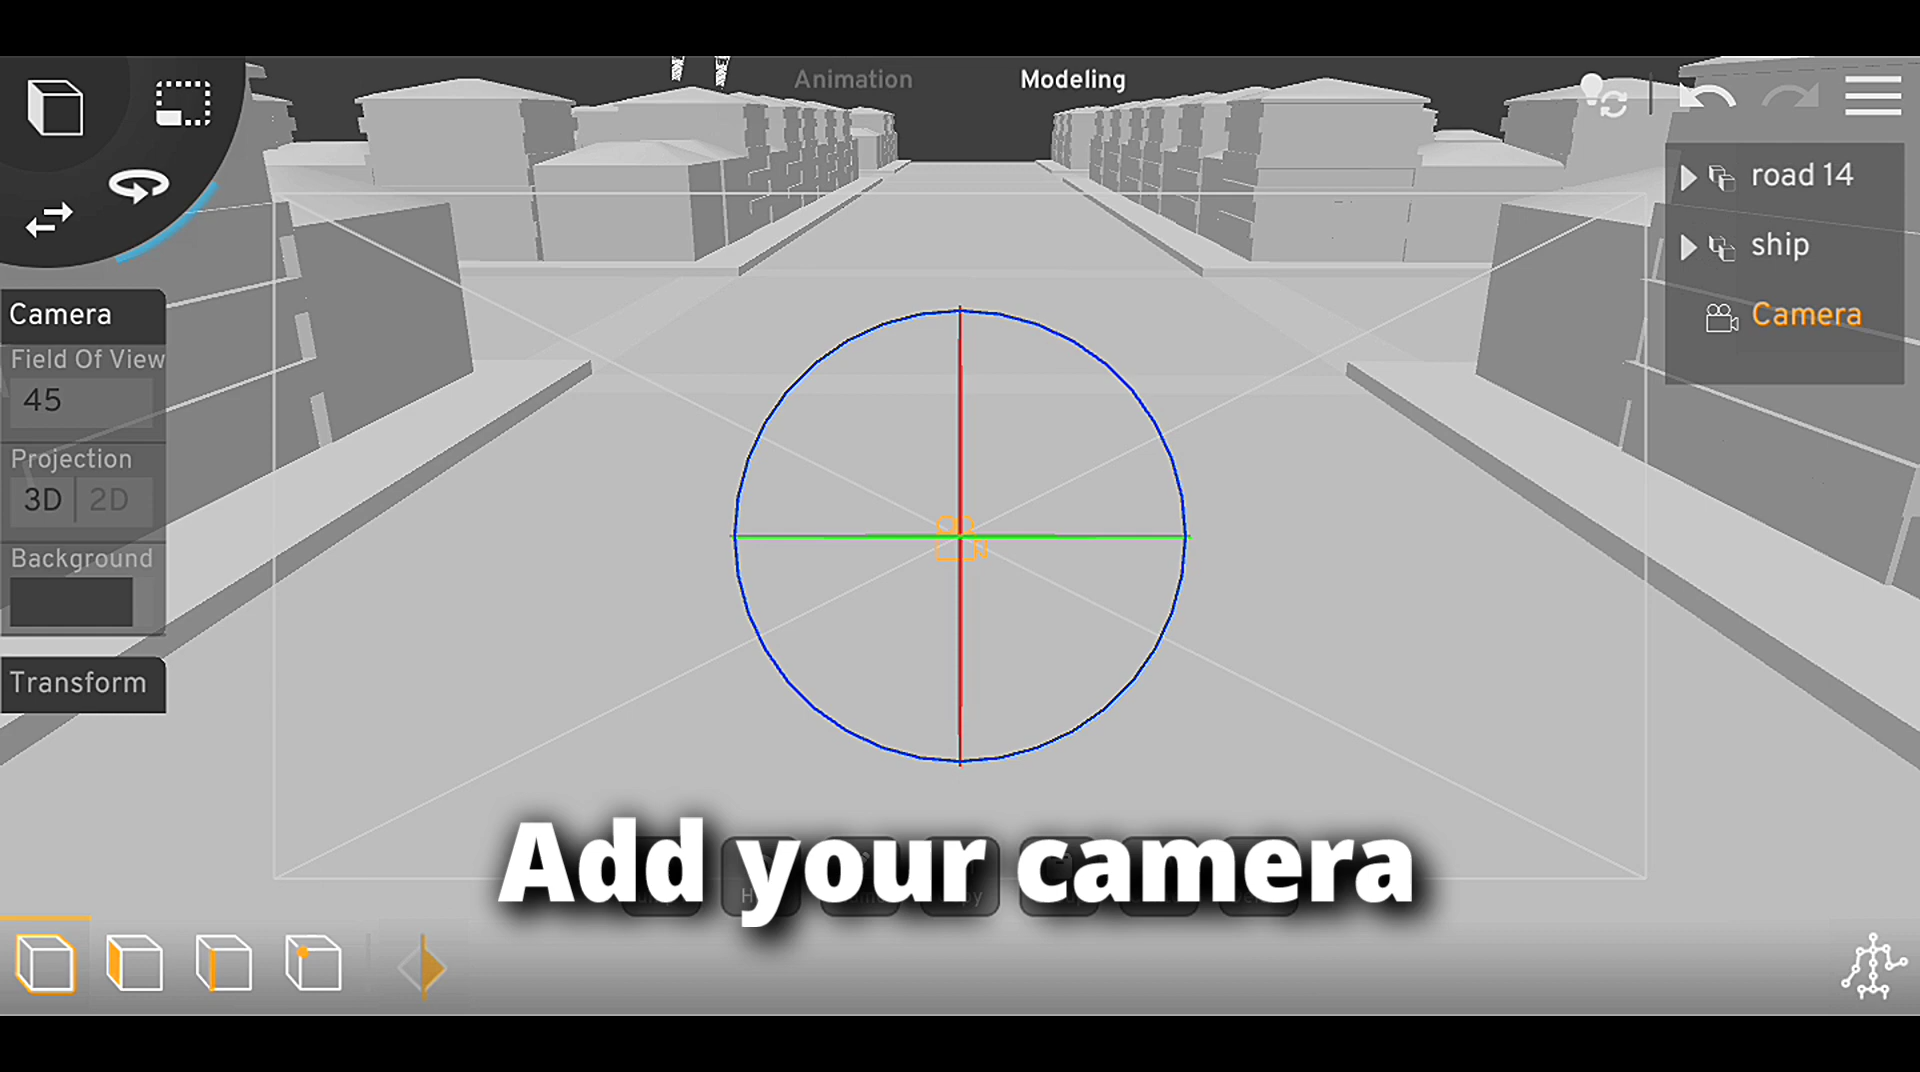 Animation
Modeling
road 14
ship
Camera
Camera
Field Of View
45
Projection
3D
2D
Background
Transform
Add your camera